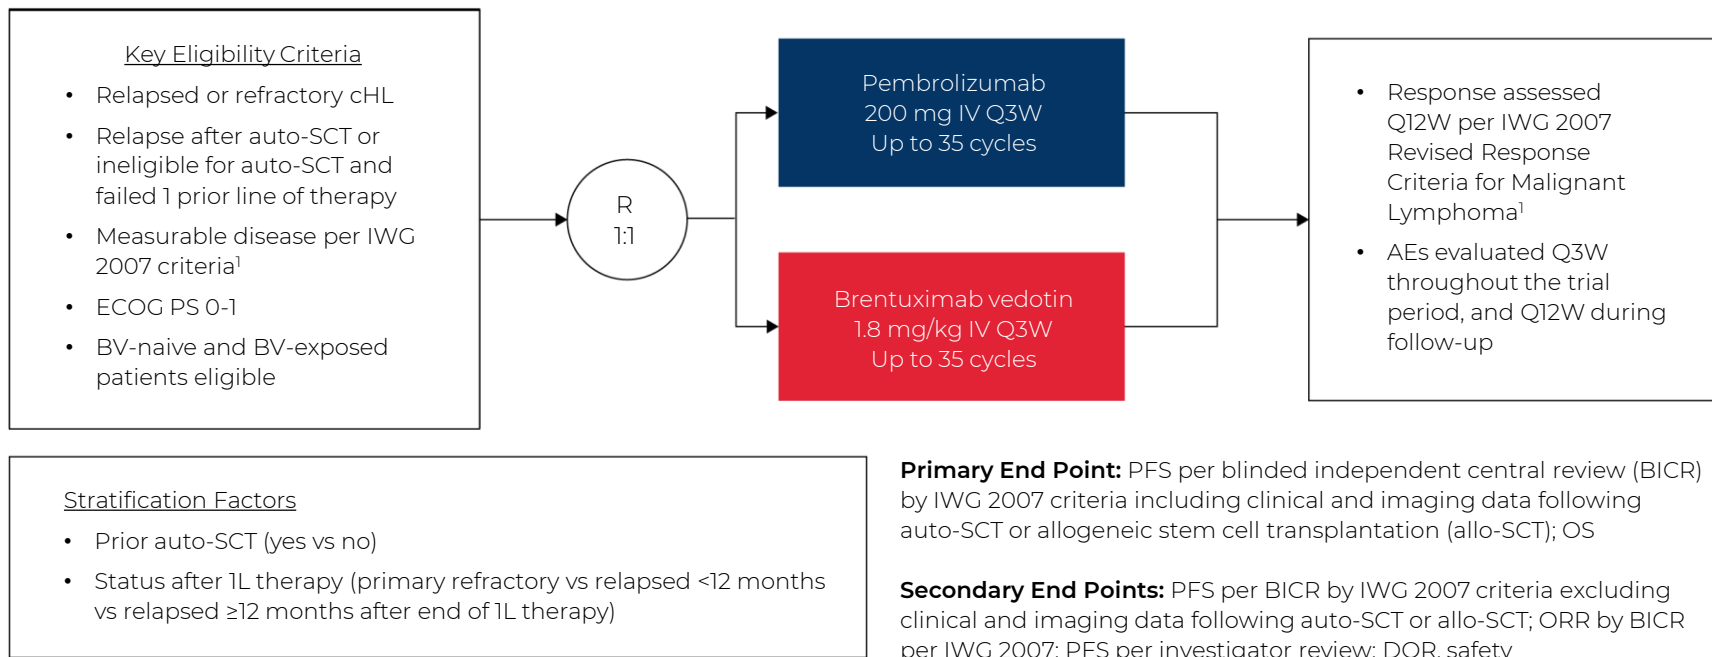 Key Eligibility Criteria
• Relapsed or refractory cHL
• Relapse after auto-SCT or
ineligible for auto-SCT and
failed 1 prior line of therapy
• Measurable disease per IWG
2007 criteria¹
• ECOG PS 0-1
• BV-naive and BV-exposed
patients eligible
R
1:1
Pembrolizumab
200 mg IV Q3W
Up to 35 cycles
Brentuximab vedotin
1.8 mg/kg IV Q3W
Up to 35 cycles
• Response assessed
Q12W per IWG 2007
Revised Response
Criteria for Malignant
Lymphoma¹
• AEs evaluated Q3W
throughout the trial
period, and Q12W during
follow-up
Stratification Factors
• Prior auto-SCT (yes vs no)
• Status after 1L therapy (primary refractory vs relapsed <12 months
vs relapsed ≥12 months after end of 1L therapy)
Primary End Point: PFS per blinded independent central review (BICR)
by IWG 2007 criteria including clinical and imaging data following
auto-SCT or allogeneic stem cell transplantation (allo-SCT); OS
Secondary End Points: PFS per BICR by IWG 2007 criteria excluding
clinical and imaging data following auto-SCT or allo-SCT; ORR by BICR
per IWG 2007; PFS per investigator review; DOR, safety